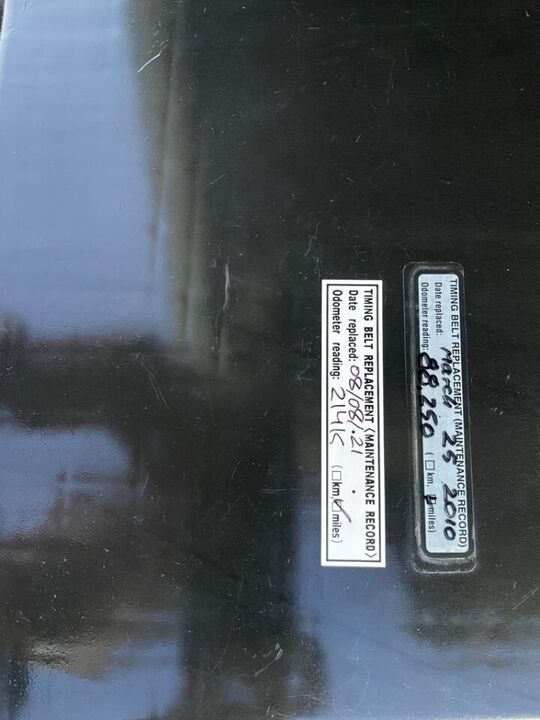 TIMING BELT REPLACEMENT (MAINTENANCE RECORD)
Date replaced: March 25 2010
Odometer reading: 88,250 (☐km, ☑miles)
TIMING BELT REPLACEMENT (MAINTENANCE RECORD)
Date replaced: 08/08/.21
Odometer reading: 214K (☐km, ☑miles)